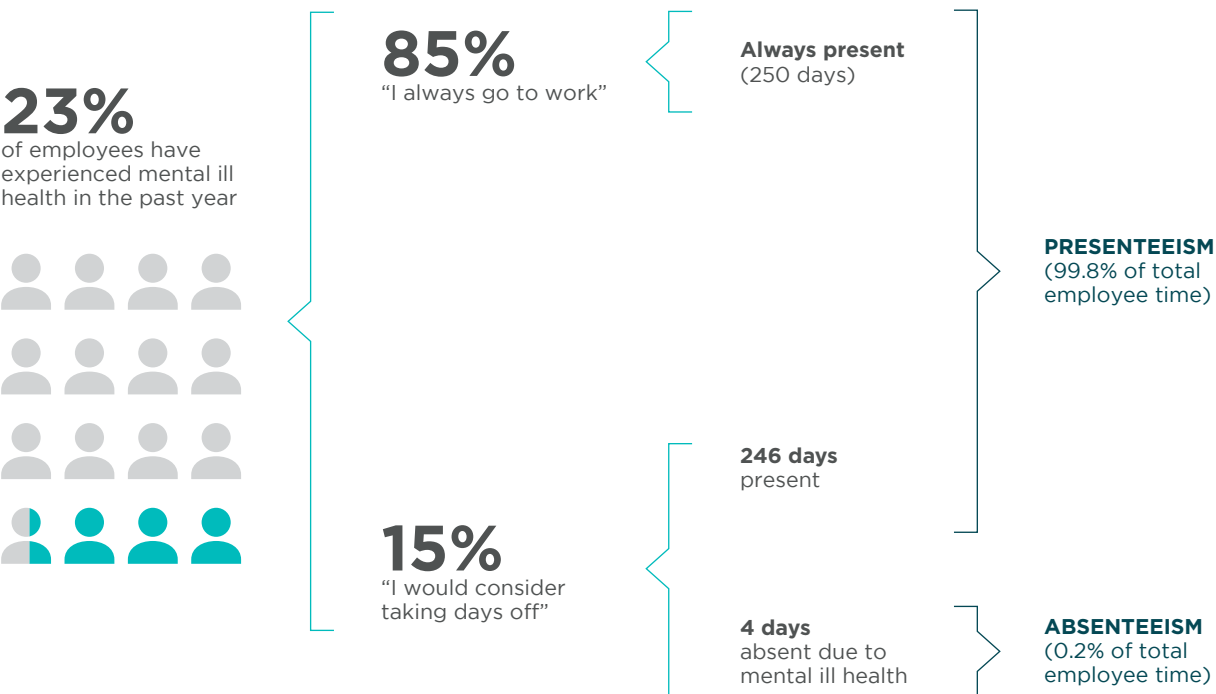 23%
of employees have
experienced mental ill
health in the past year
85%
“I always go to work”
Always present
(250 days)
PRESENTEEISM
(99.8% of total
employee time)
246 days
present
15%
“I would consider
taking days off”
4 days
absent due to
mental ill health
ABSENTEEISM
(0.2% of total
employee time)